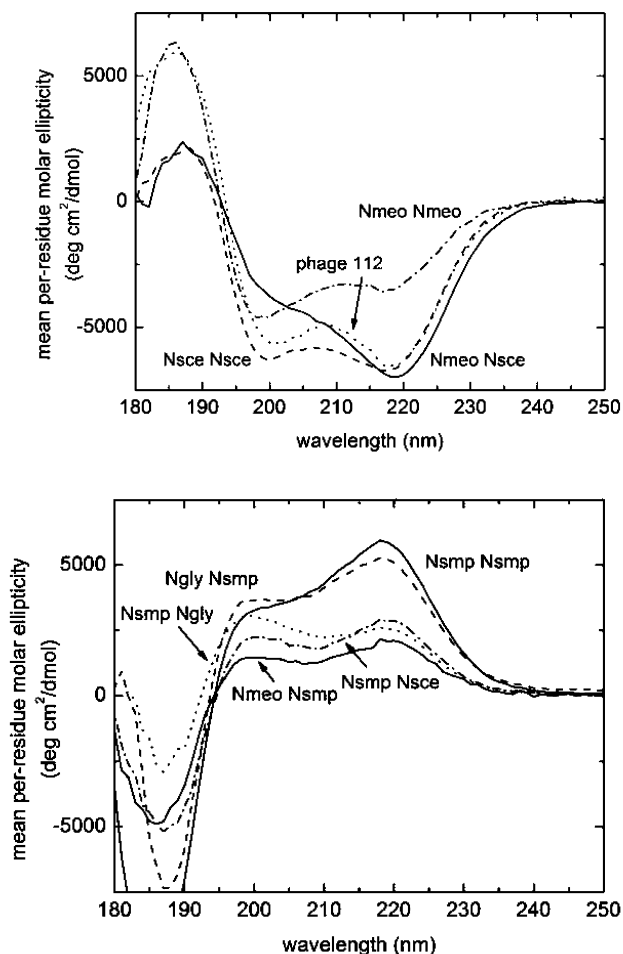 mean per-residue molar ellipticity
(deg cm²/dmol)
5000
0
-5000
Nmeo Nmeo
phage 112
Nsce Nsce
Nmeo Nsce
180 190 200 210 220 230 240 250
wavelength (nm)
mean per-residue molar ellipticity
(deg cm²/dmol)
5000
0
-5000
Ngly Nsmp
Nsmp Nsmp
Nsmp Ngly
Nsmp Nsce
Nmeo Nsmp
180 190 200 210 220 230 240 250
wavelength (nm)